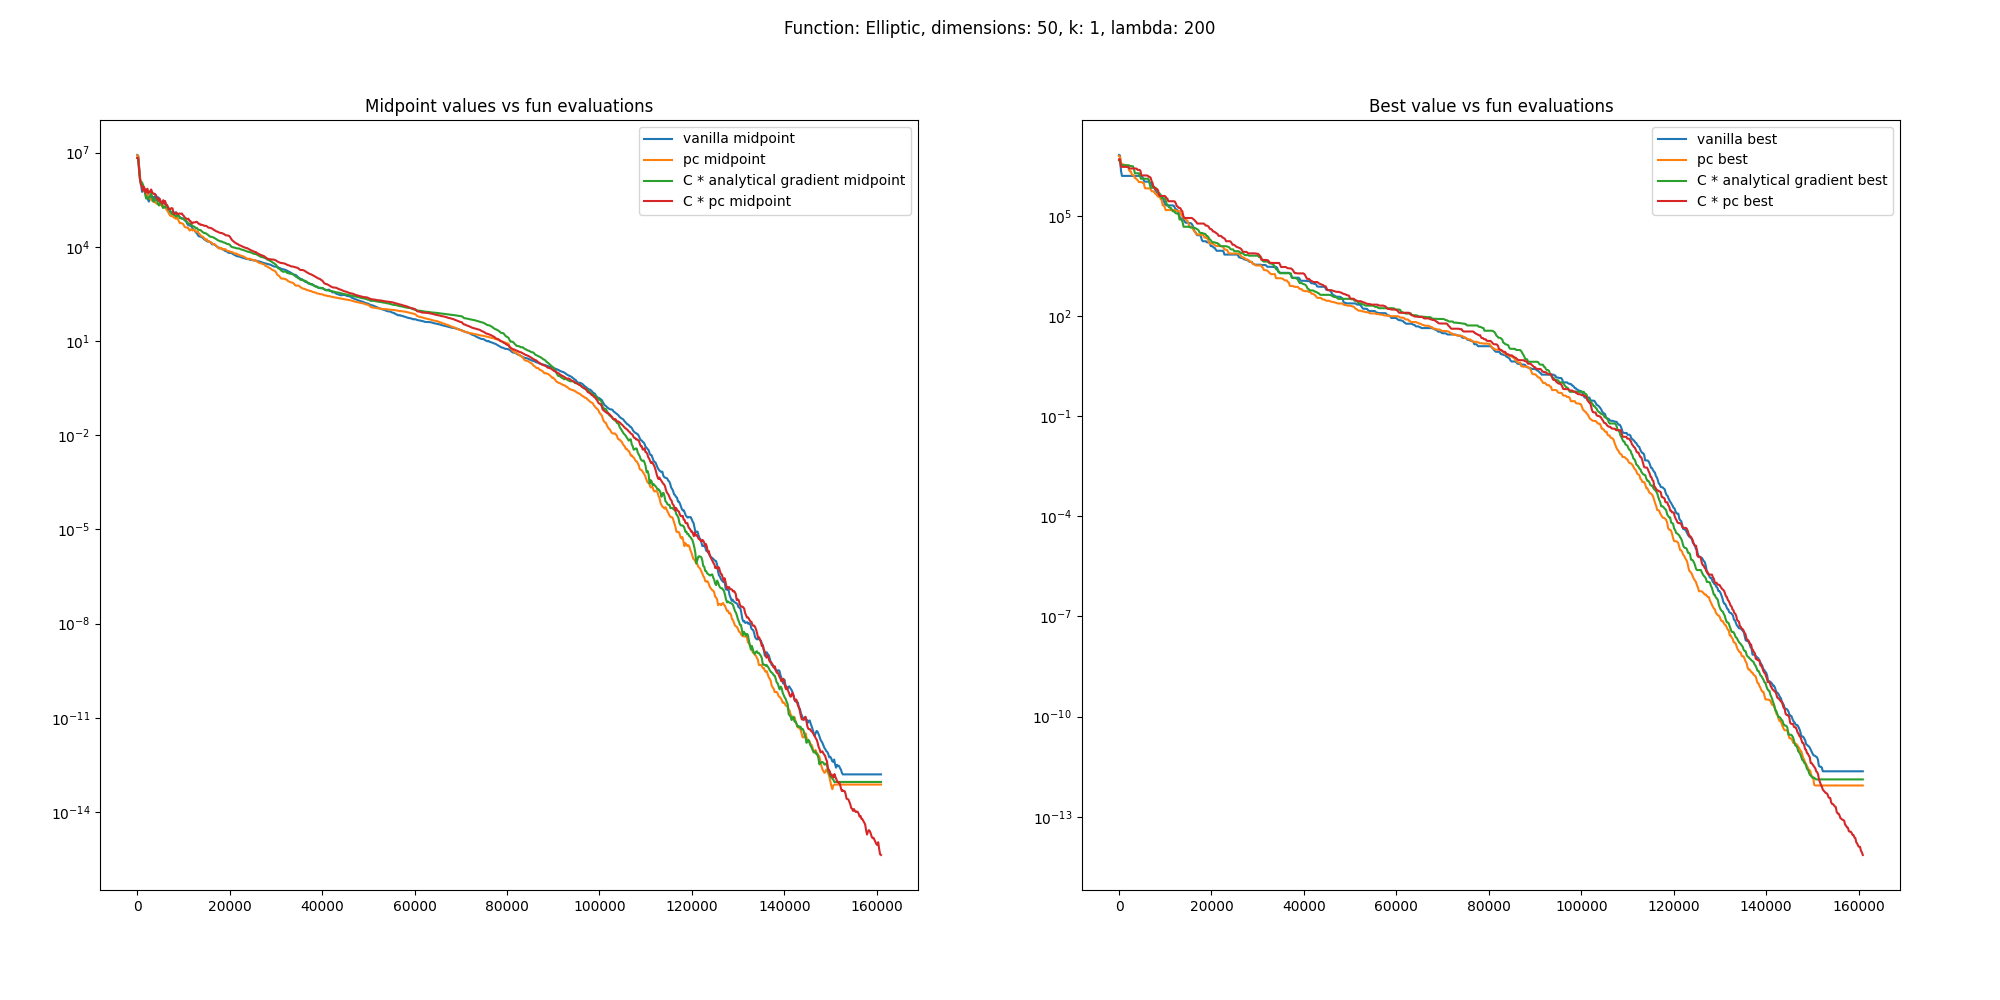 Function: Elliptic, dimensions: 50, k: 1, lambda: 200
Midpoint values vs fun evaluations
vanilla midpoint
pc midpoint
C * analytical gradient midpoint
C * pc midpoint
10^7
10^4
10^1
10^-2
10^-5
10^-8
10^-11
10^-14
0 20000 40000 60000 80000 100000 120000 140000 160000
Best value vs fun evaluations
vanilla best
pc best
C * analytical gradient best
C * pc best
10^5
10^2
10^-1
10^-4
10^-7
10^-10
10^-13
0 20000 40000 60000 80000 100000 120000 140000 160000